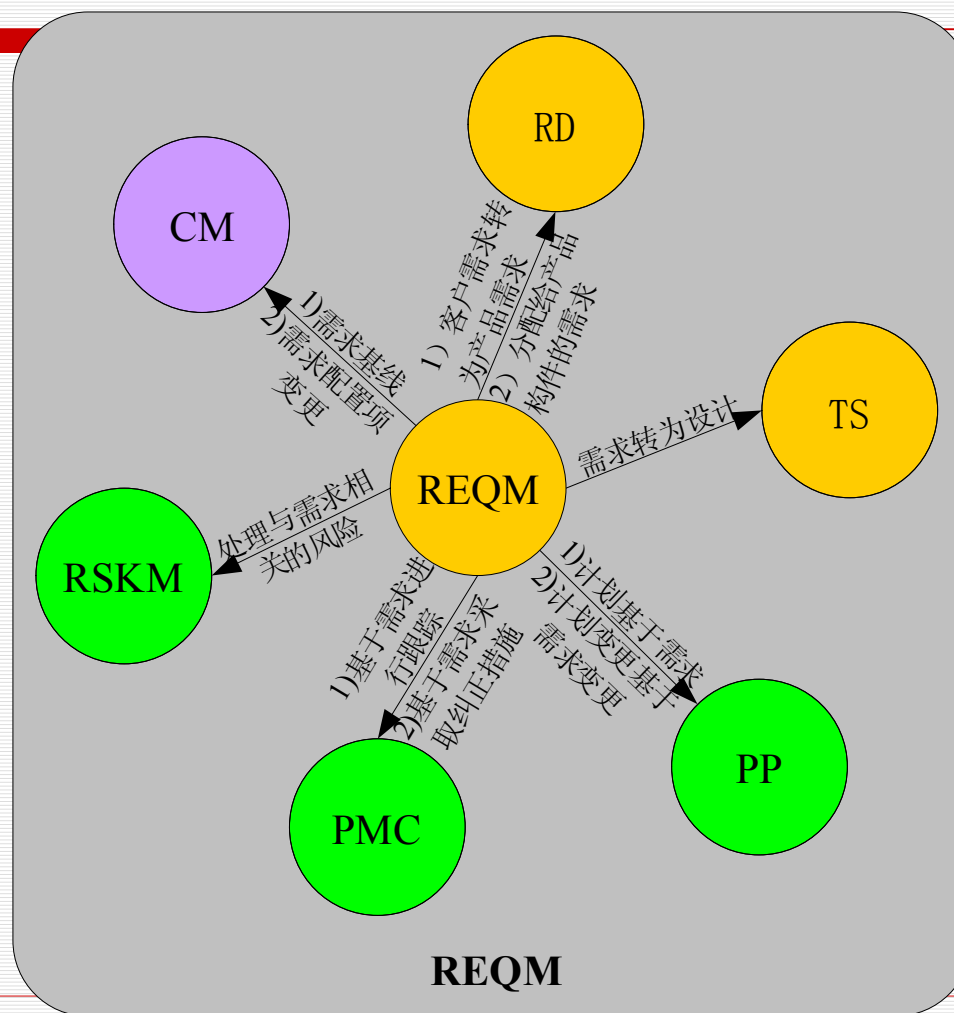 RD
CM
1） 客户需求转
为产品需求
2） 分配给产品
构件的需求
1)需求基线
2)需求配置项
变更
TS
需求转为设计
REQM
处理与需求相
关的风险
RSKM
1)基于需求进
行跟踪
2)基于需求采
取纠正措施
1)计划基于需求
2)计划变更基于
需求变更
PP
PMC
REQM